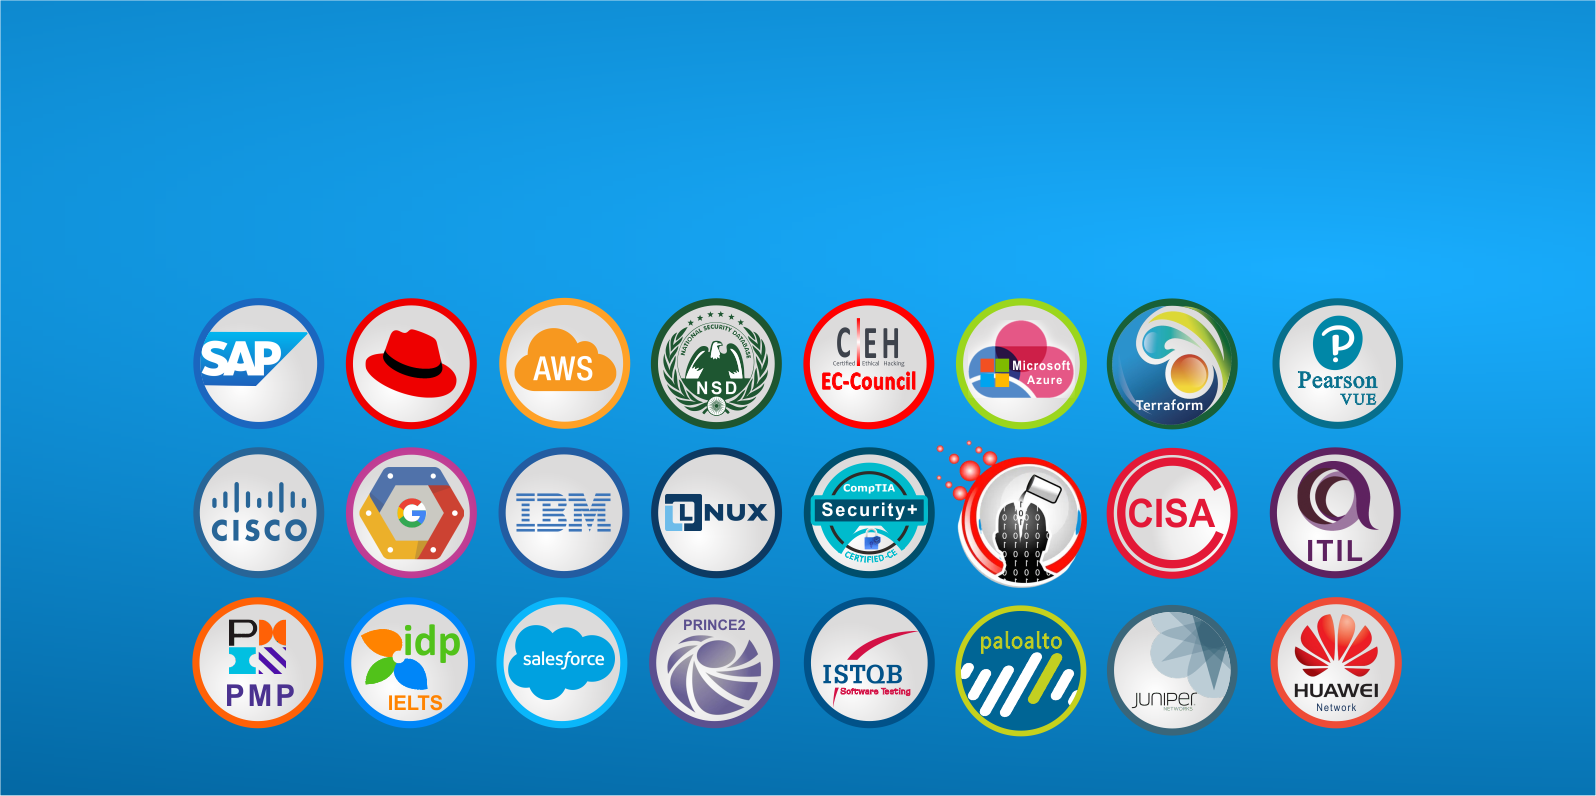 SAP
AWS
NATIONAL SECURITY DATABASE
NSD
C|EH
Certified Ethical Hacking
EC-Council
Microsoft
Azure
Terraform
P
Pearson
VUE
CISCO
G
IBM
LNUX
CompTIA
Security+
CERTIFIED-CE
CISA
ITIL
PMP
idp
IELTS
salesforce
PRINCE2
ISTQB
Software Testing
paloalto
JUNIPEr
NETWORKS
HUAWEI
Network